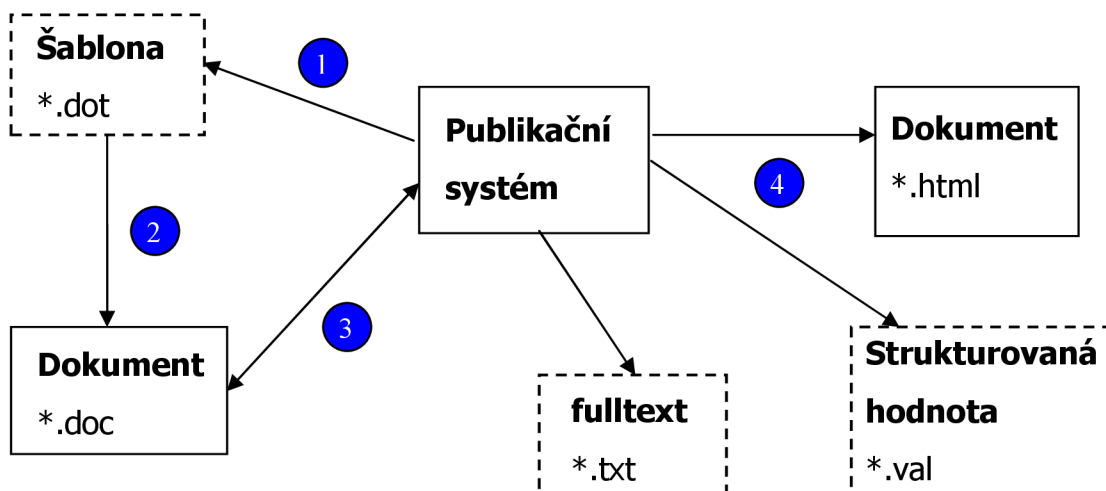 Šablona
*.dot
1
Publikační
systém
Dokument
*.html
4
2
3
Dokument
*.doc
fulltext
*.txt
Strukturovaná
hodnota
*.val